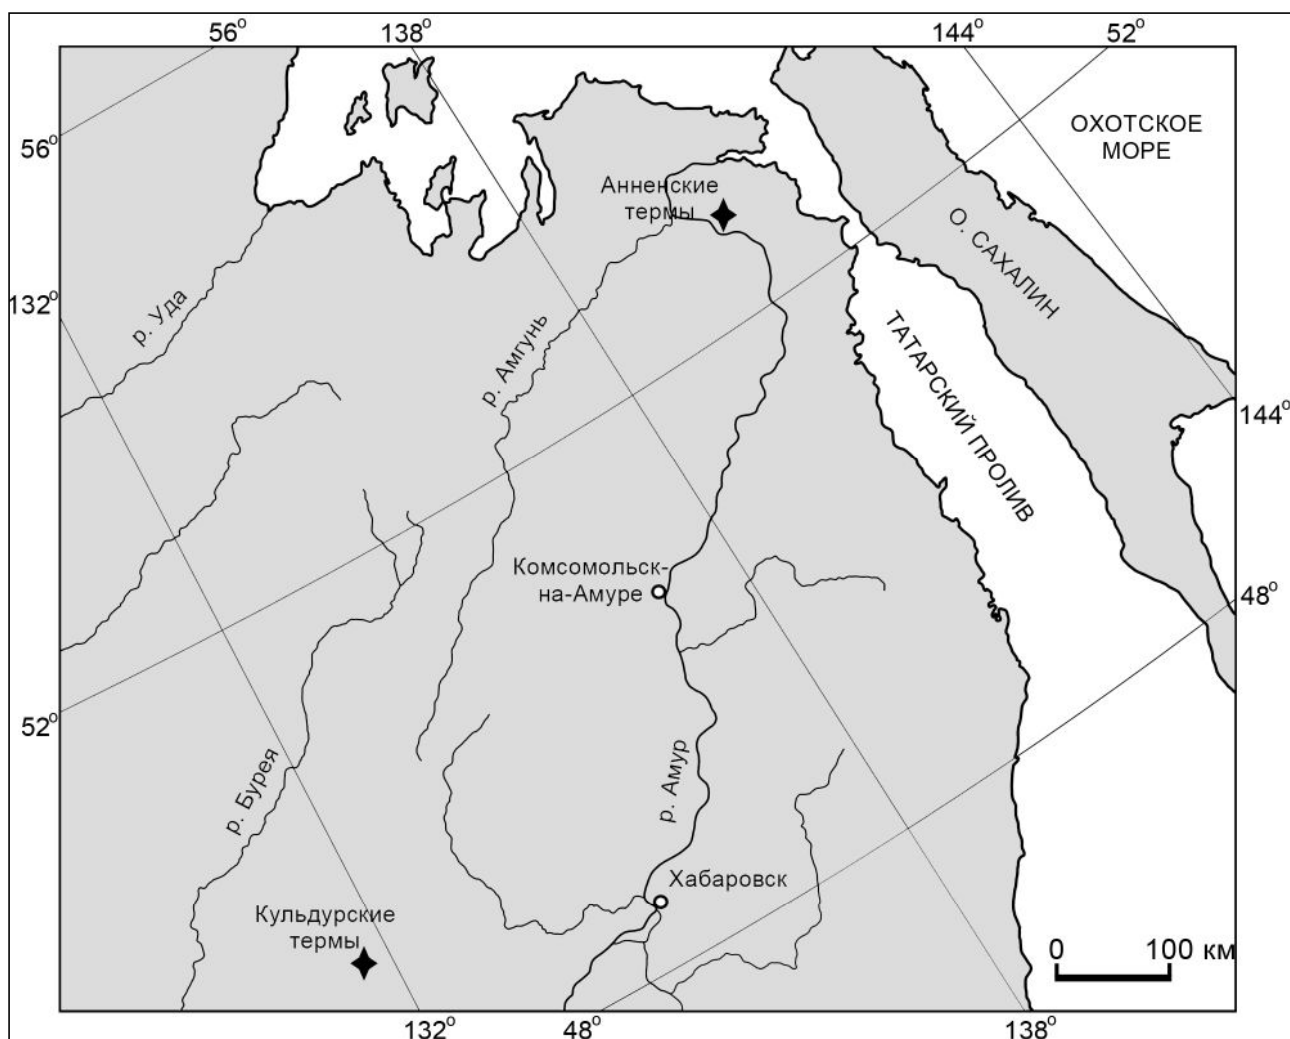 56°
138°
144°
52°
56°
ОХОТСКОЕ
МОРЕ
Анненские
термы
О. САХАЛИН
132°
р. Уда
р. Амгунь
ТАТАРСКИЙ ПРОЛИВ
144°
Комсомольск-
на-Амуре
48°
52°
р. Бурея
р. Амур
Хабаровск
Кульдурские
термы
0 100 км
132°
48°
138°